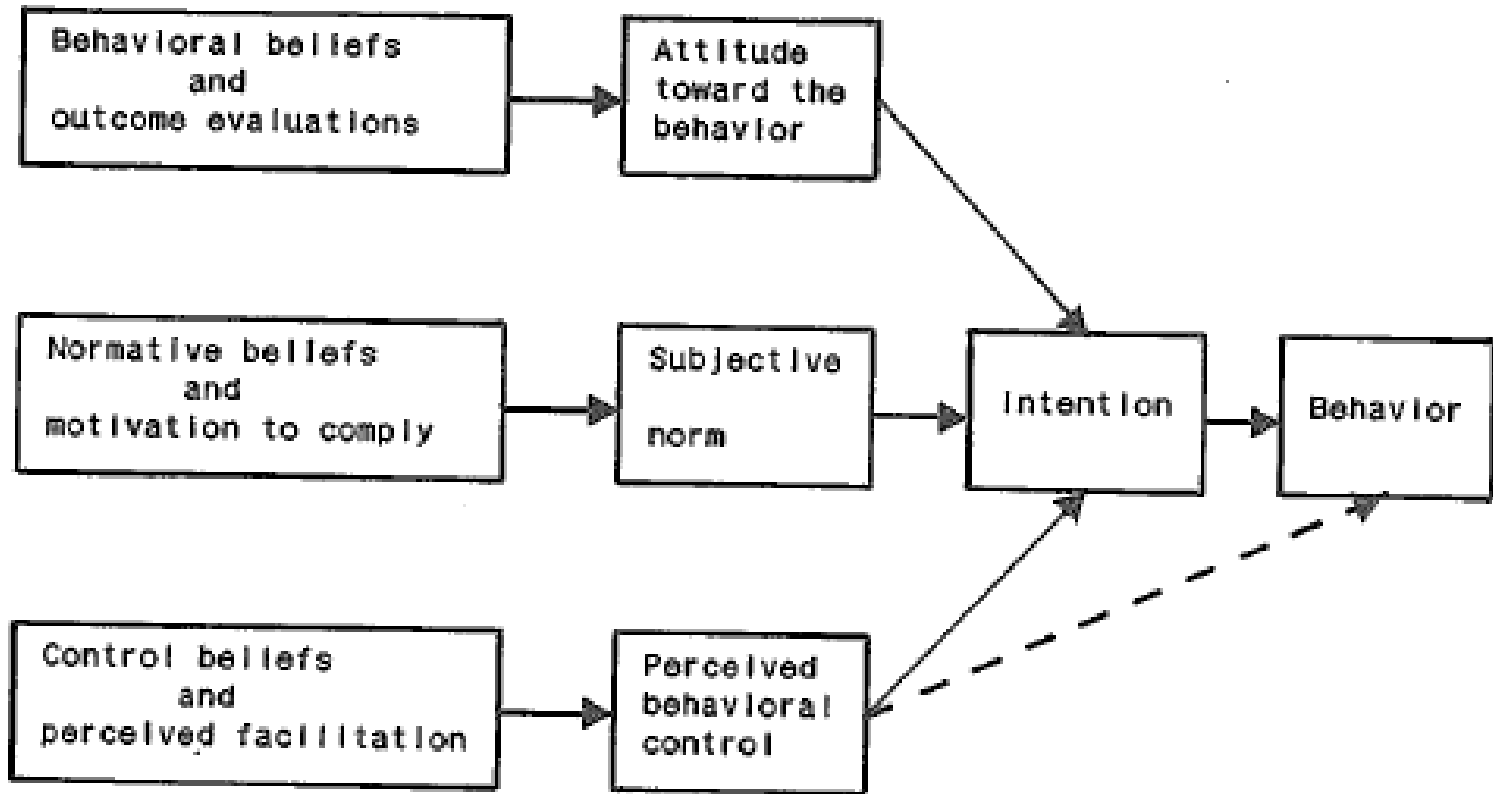 Behavioral beliefs
and
outcome evaluations
Attitude
toward the
behavior
Normative beliefs
and
motivation to comply
Subjective
norm
Intention
Behavior
Control beliefs
and
perceived facilitation
Perceived
behavioral
control